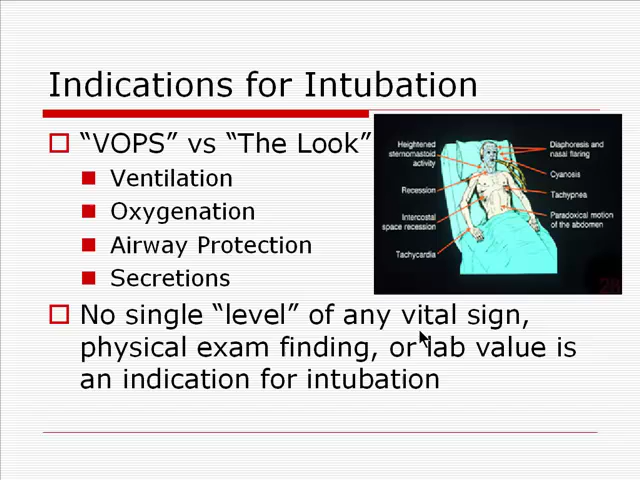 Indications for Intubation
“VOPS” vs “The Look”
Ventilation
Oxygenation
Airway Protection
Secretions
No single “level” of any vital sign,
physical exam finding, or lab value is
an indication for intubation
Heightened
sternomastoid
activity
Recession
Intercostal
space recession
Tachycardia
Diaphoresis and
nasal flaring
Cyanosis
Tachypnea
Paradoxical motion
of the abdomen